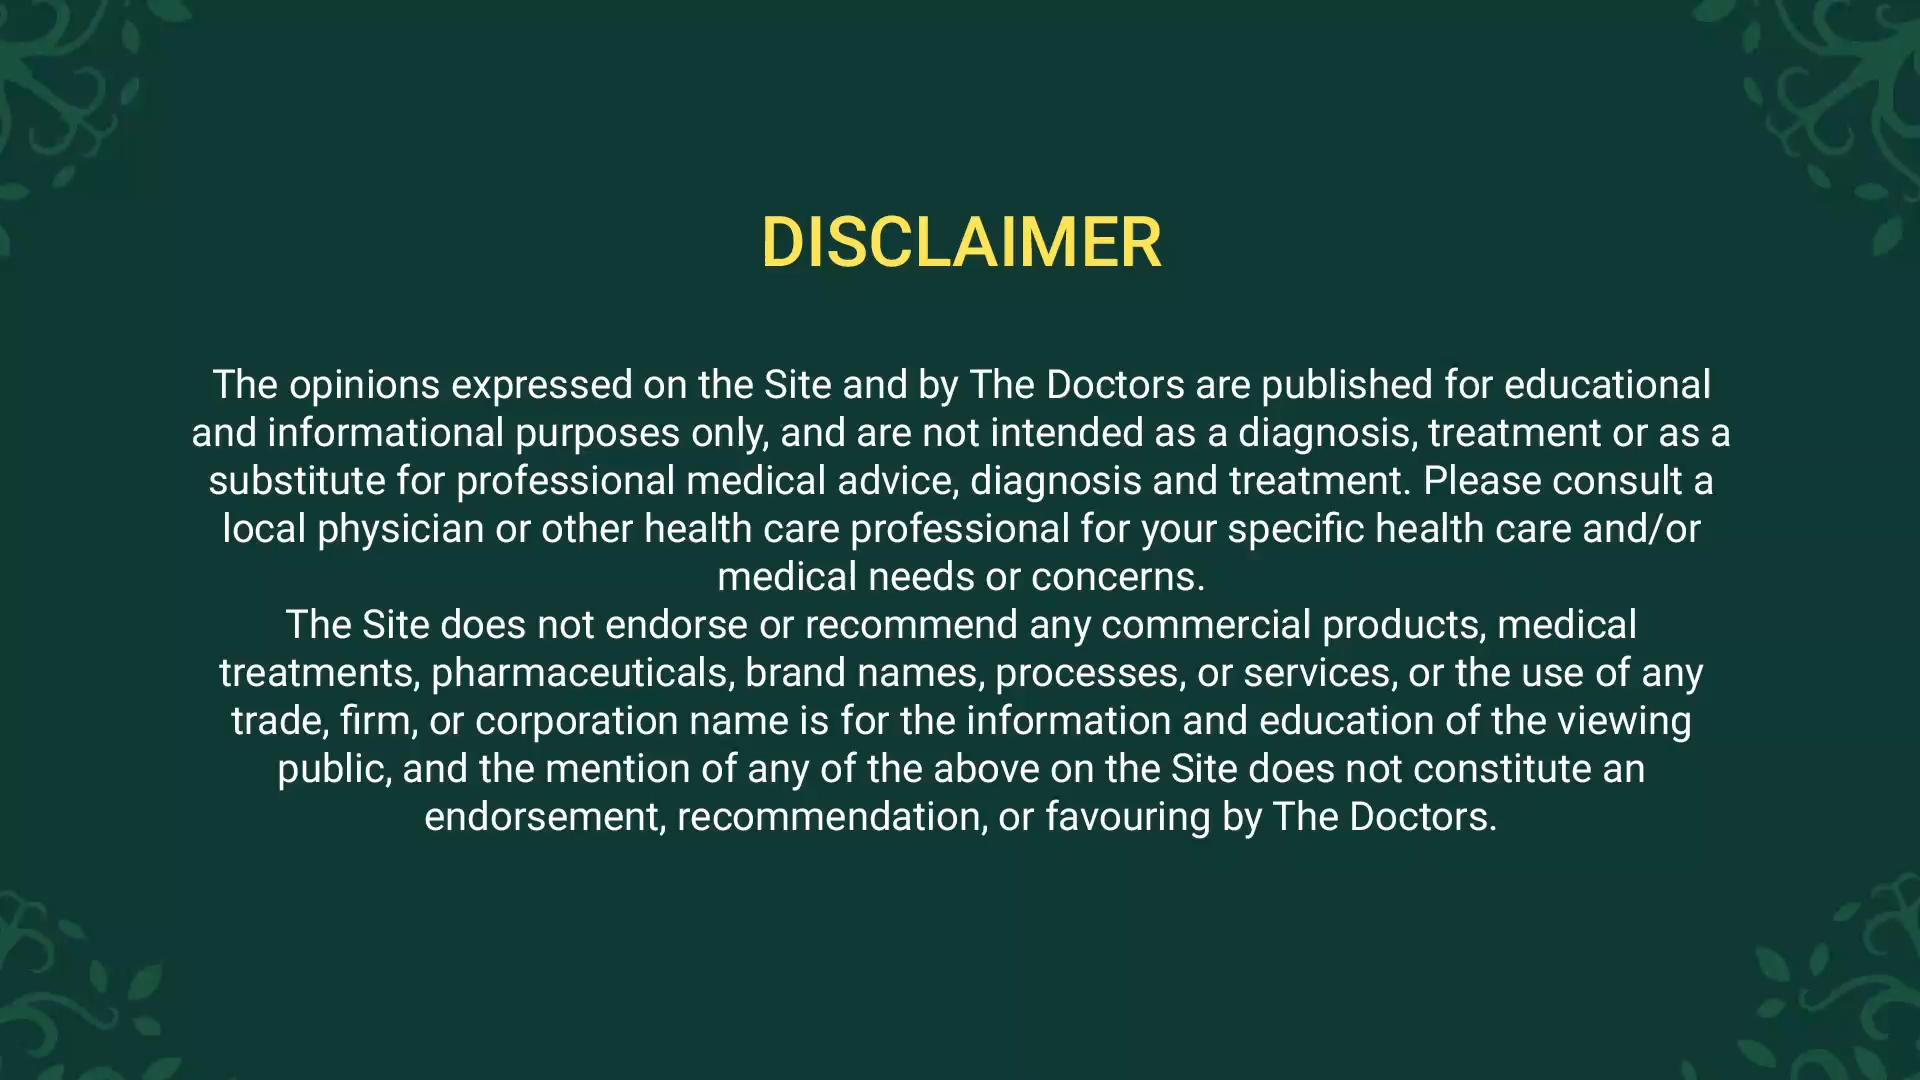 DISCLAIMER
The opinions expressed on the Site and by The Doctors are published for educational
and informational purposes only, and are not intended as a diagnosis, treatment or as a
substitute for professional medical advice, diagnosis and treatment. Please consult a
local physician or other health care professional for your specific health care and/or
medical needs or concerns.
The Site does not endorse or recommend any commercial products, medical
treatments, pharmaceuticals, brand names, processes, or services, or the use of any
trade, firm, or corporation name is for the information and education of the viewing
public, and the mention of any of the above on the Site does not constitute an
endorsement, recommendation, or favouring by The Doctors.